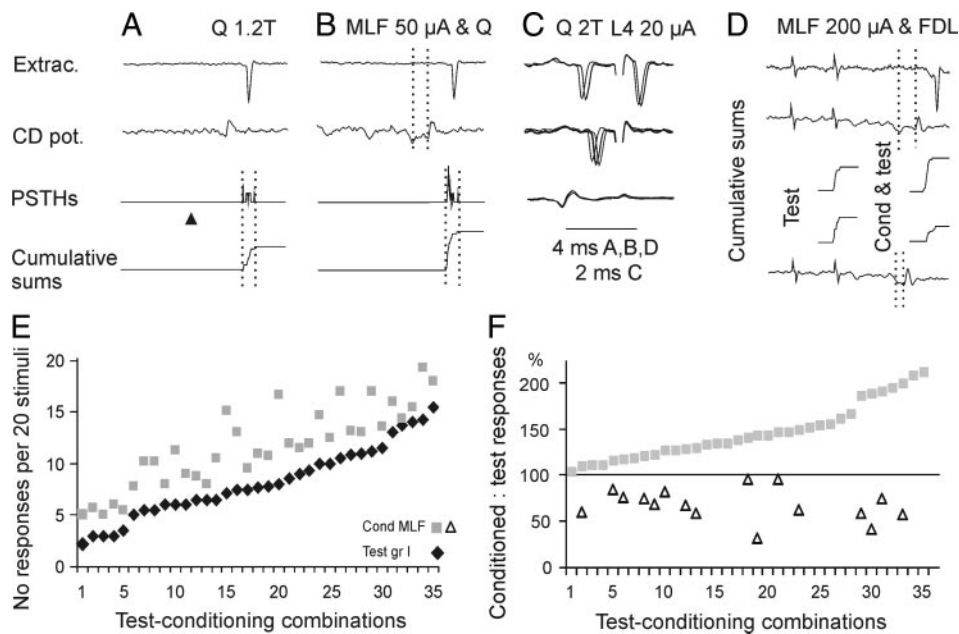 A
Q 1.2T
B
MLF 50 µA & Q
C
Q 2T L4 20 µA
D
MLF 200 µA & FDL
Extrac.
CD pot.
PSTHs
Cumulative
sums
4 ms A,B,D
2 ms C
Cumulative sums
Test
Cond & test
E
No responses per 20 stimuli
20
15
10
5
0
Cond MLF
Test gr I
1 5 10 15 20 25 30 35
Test-conditioning combinations
F
Conditioned : test responses
%
200
150
100
50
0
1 5 10 15 20 25 30 35
Test-conditioning combinations